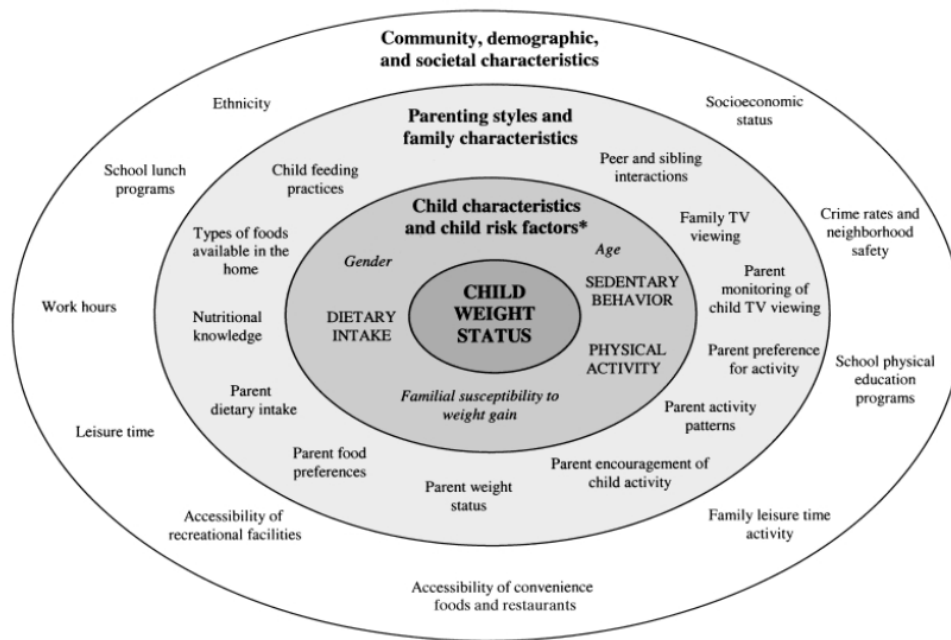 Community, demographic,
and societal characteristics
Ethnicity
Socioeconomic
status
Parenting styles and
family characteristics
School lunch
programs
Child feeding
practices
Peer and sibling
interactions
Child characteristics
and child risk factors*
Types of foods
available in the
home
Family TV
viewing
Crime rates and
neighborhood
safety
Gender
Age
CHILD
WEIGHT
STATUS
SEDENTARY
BEHAVIOR
Parent
monitoring of
child TV viewing
Work hours
Nutritional
knowledge
DIETARY
INTAKE
PHYSICAL
ACTIVITY
Parent preference
for activity
School physical
education
programs
Familial susceptibility to
weight gain
Parent
dietary intake
Parent activity
patterns
Leisure time
Parent food
preferences
Parent weight
status
Parent encouragement of
child activity
Accessibility of
recreational facilities
Family leisure time
activity
Accessibility of convenience
foods and restaurants